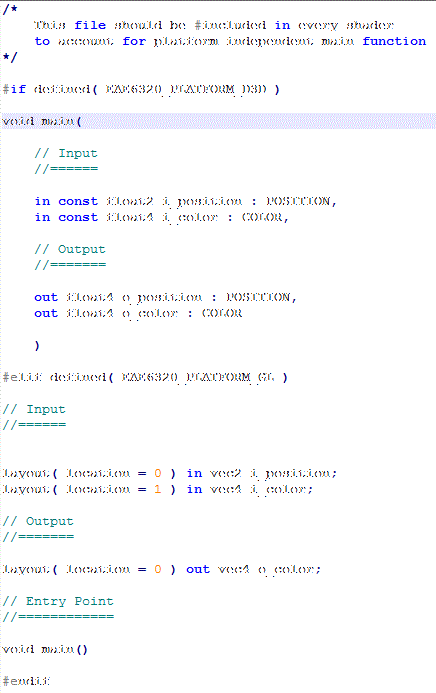 /*
This file should be #included in every shader
to account for platform independent main function
*/
#if defined( EAE6320_PLATFORM_D3D )
void main(
// Input
//======
in const float2 i_position : POSITION,
in const float4 i_color : COLOR,
// Output
//=======
out float4 o_position : POSITION,
out float4 o_color : COLOR
)
#elif defined( EAE6320_PLATFORM_GL )
// Input
//======
layout( location = 0 ) in vec2 i_position;
layout( location = 1 ) in vec4 i_color;
// Output
//=======
layout( location = 0 ) out vec4 o_color;
// Entry Point
//============
void main()
#endif